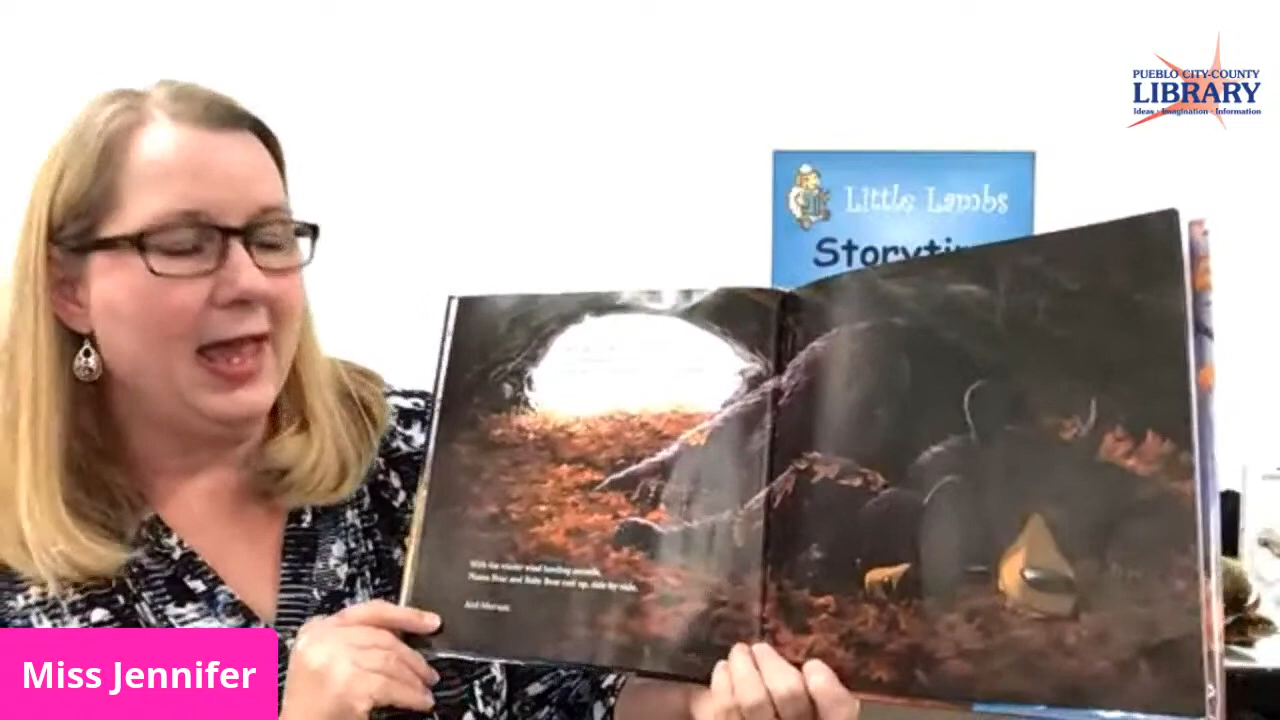 PUEBLO CITY-COUNTY
LIBRARY
Ideas • Imagination • Information
Little Lambs
Storytim
With the winter wind howling outside,
Mama Bear and Baby Bear curl up, side by side.
Miss Jennifer